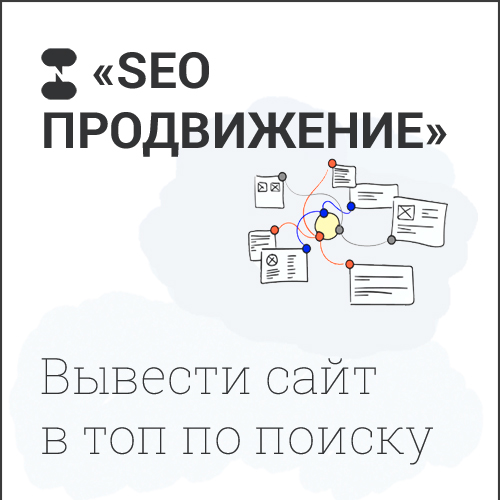 «SEO
ПРОДВИЖЕНИЕ»
Вывести сайт
в топ по поиску